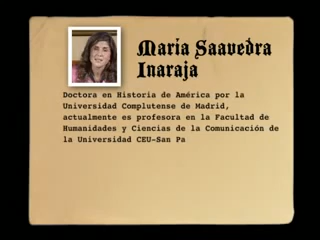 María Saavedra
Inaraja
Doctora en Historia de América por la
Universidad Complutense de Madrid,
actualmente es profesora en la Facultad de
Humanidades y Ciencias de la Comunicación de
la Universidad CEU-San Pa